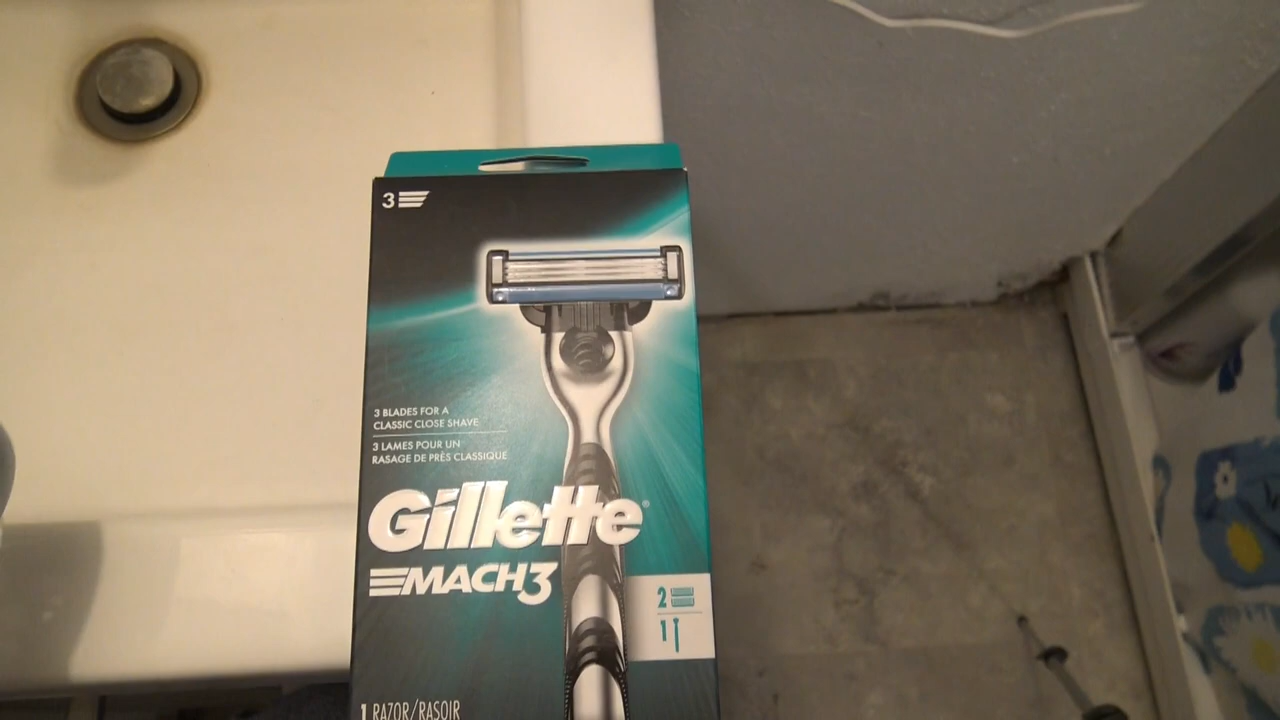 3
3 BLADES FOR A
CLASSIC CLOSE SHAVE
3 LAMES POUR UN
RASAGE DE PRÈS CLASSIQUE
Gillette®
MACH3
2
1
1 RAZOR/RASOIR